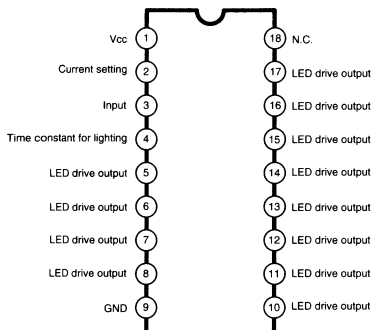 Vcc 1 18 N.C.
Current setting 2 17 LED drive output
Input 3 16 LED drive output
Time constant for lighting 4 15 LED drive output
LED drive output 5 14 LED drive output
LED drive output 6 13 LED drive output
LED drive output 7 12 LED drive output
LED drive output 8 11 LED drive output
GND 9 10 LED drive output